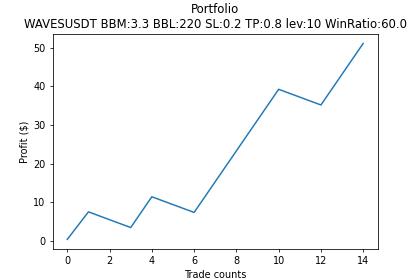 Portfolio
WAVESUSDT BBM:3.3 BBL:220 SL:0.2 TP:0.8 lev:10 WinRatio:60.0
50
40
30
20
10
0
Profit ($)
0 2 4 6 8 10 12 14
Trade counts